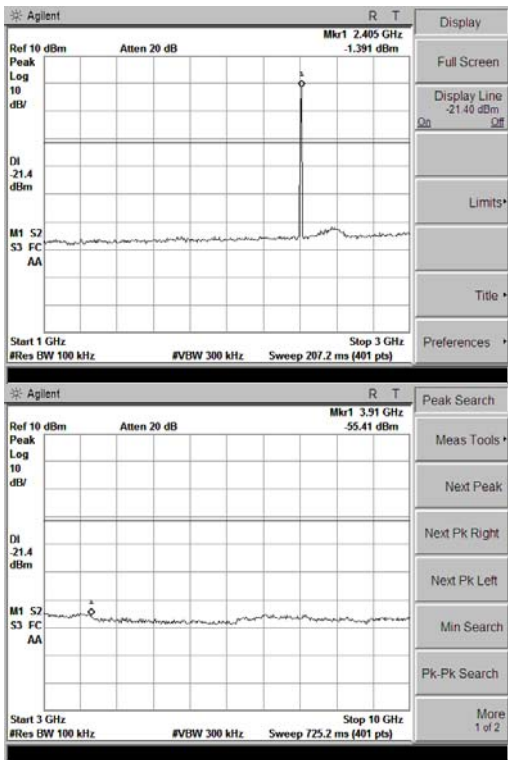 Agilent R T
Mkr1 2.405 GHz
Ref 10 dBm Atten 20 dB -1.391 dBm
Peak
Log
10
dB/
1
DI
-21.4
dBm
M1 S2
S3 FC
AA
Start 1 GHz Stop 3 GHz
#Res BW 100 kHz #VBW 300 kHz Sweep 207.2 ms (401 pts)
Display
Full Screen
Display Line
-21.40 dBm
On Off
Limits
Title
Preferences
Agilent R T
Mkr1 3.91 GHz
Ref 10 dBm Atten 20 dB -55.41 dBm
Peak
Log
10
dB/
1
DI
-21.4
dBm
M1 S2
S3 FC
AA
Start 3 GHz Stop 10 GHz
#Res BW 100 kHz #VBW 300 kHz Sweep 725.2 ms (401 pts)
Peak Search
Meas Tools
Next Peak
Next Pk Right
Next Pk Left
Min Search
Pk-Pk Search
More
1 of 2